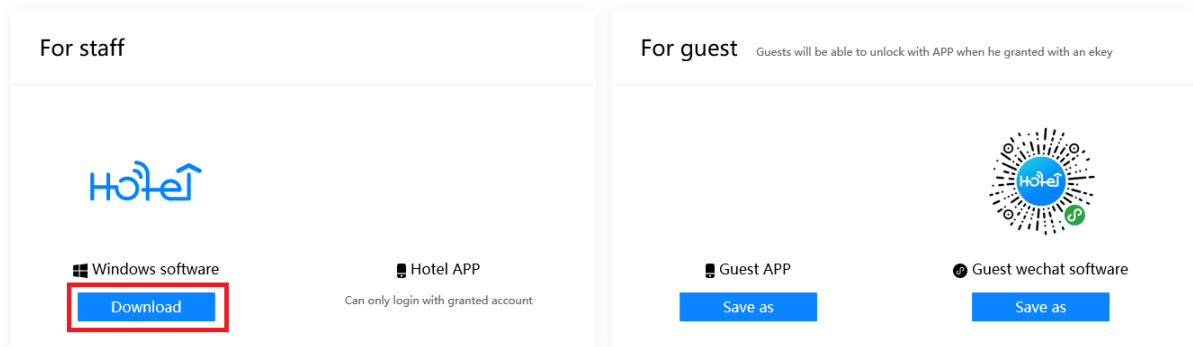 For staff
Hotel
Windows software
Download
Hotel APP
Can only login with granted account
For guest Guests will be able to unlock with APP when he granted with an ekey
Guest APP
Save as
Hotel
Guest wechat software
Save as